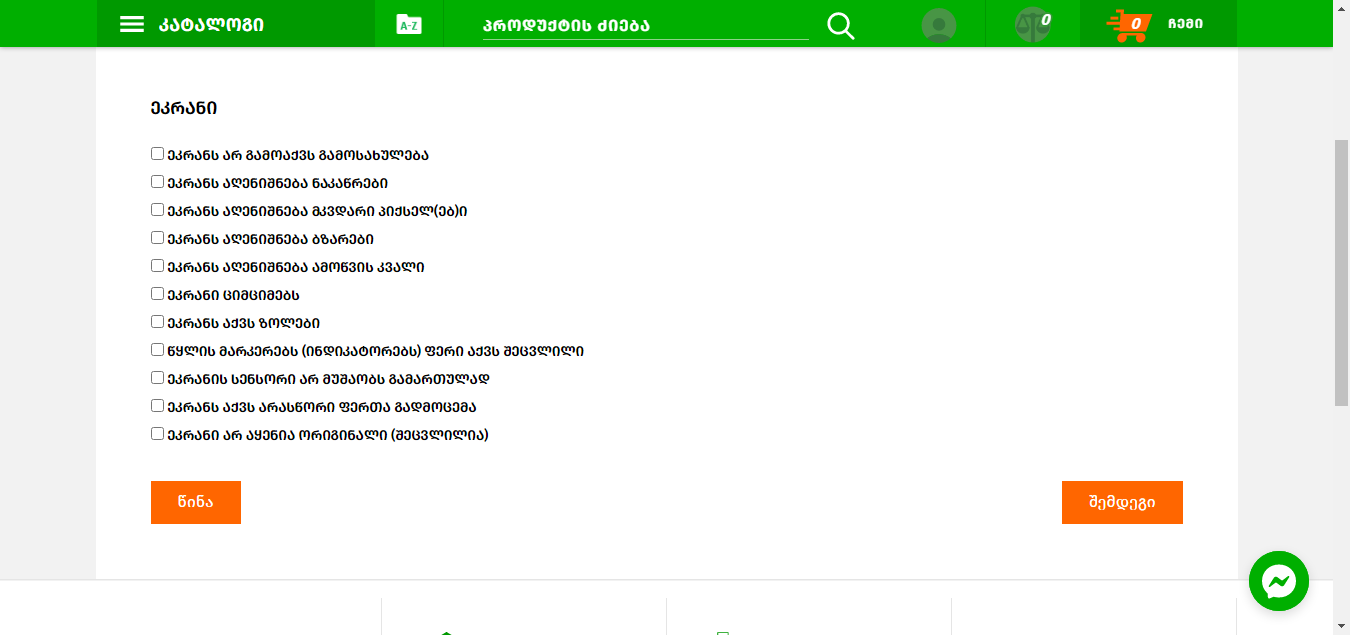 კატალოგი
A-Z
პროდუქტის ძიება
0
0
ჩემი
ეკრანი
ეკრანს არ გამოაქვს გამოსახულება
ეკრანს აღენიშნება ნაკაწრები
ეკრანს აღენიშნება მკვდარი პიქსელ(ებ)ი
ეკრანს აღენიშნება ბზარები
ეკრანს აღენიშნება ამოწვის კვალი
ეკრანი ციმციმებს
ეკრანს აქვს ზოლები
წყლის მარკერებს (ინდიკატორებს) ფერი აქვს შეცვლილი
ეკრანის სენსორი არ მუშაობს გამართულად
ეკრანს აქვს არასწორი ფერთა გადმოცემა
ეკრანი არ აყენია ორიგინალი (შეცვლილია)
წინა
შემდეგი